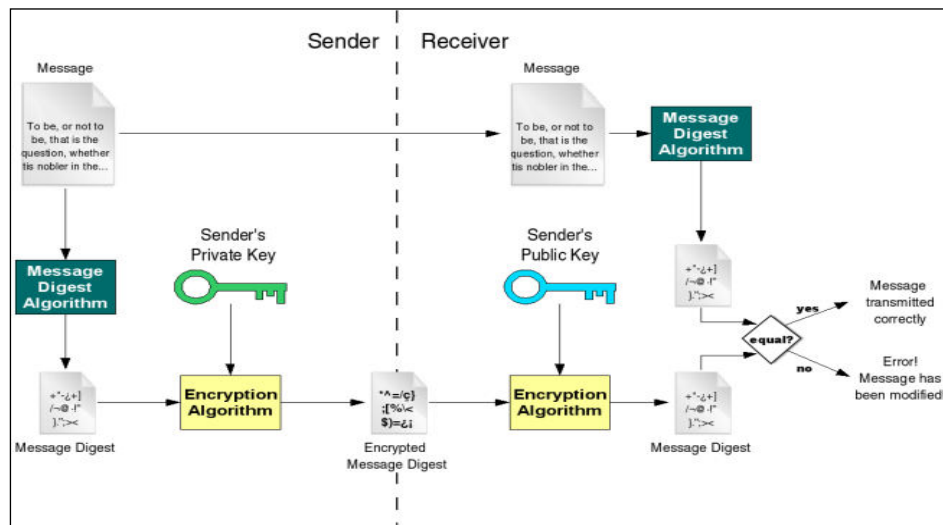 Sender
Receiver
Message
To be, or not to
be, that is the
question, whether
tis nobler in the...
Message
To be, or not to
be, that is the
question, whether
tis nobler in the...
Message
Digest
Algorithm
Message
Digest
Algorithm
Sender's
Private Key
Sender's
Public Key
+"-¿+]
/¬@·!"
}.";><
equal?
yes
no
Message
transmitted
correctly
Error!
Message has
been modified!
+"-¿+]
/¬@·!"
}.";><
Message Digest
Encryption
Algorithm
*^=/ç}
;[%\<
$)=¿¡
Encrypted
Message Digest
Encryption
Algorithm
+"-¿+]
/¬@·!"
}.";><
Message Digest